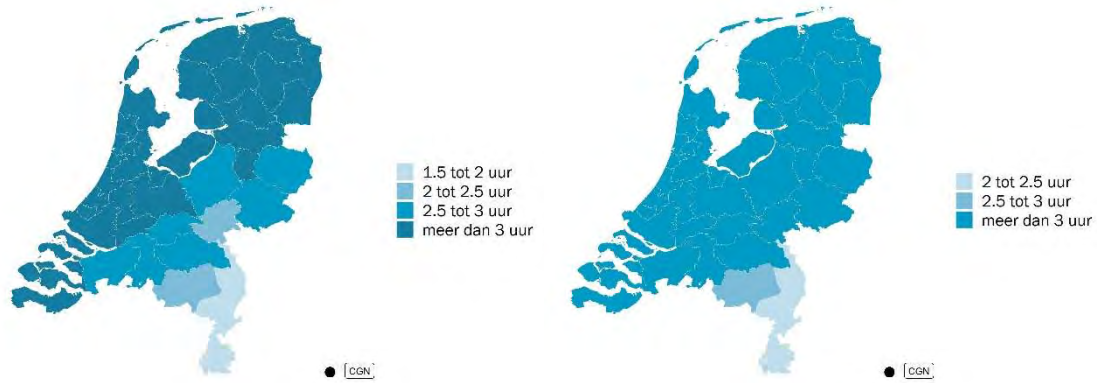 1.5 tot 2 uur
2 tot 2.5 uur
2.5 tot 3 uur
meer dan 3 uur
CGN
2 tot 2.5 uur
2.5 tot 3 uur
meer dan 3 uur
CGN